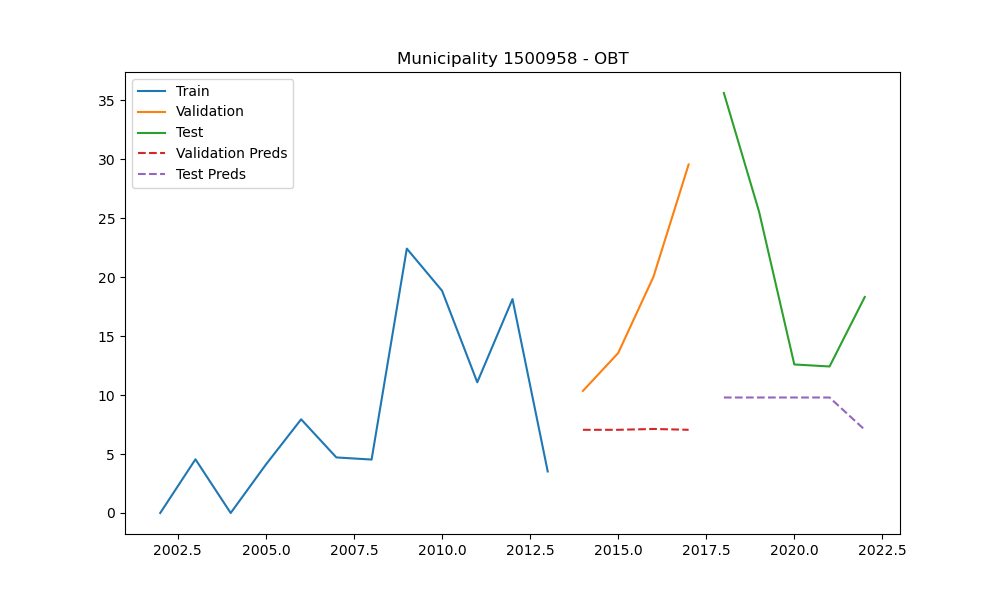 Municipality 1500958 - OBT
Train
Validation
Test
Validation Preds
Test Preds
35
30
25
20
15
10
5
0
2002.5 2005.0 2007.5 2010.0 2012.5 2015.0 2017.5 2020.0 2022.5